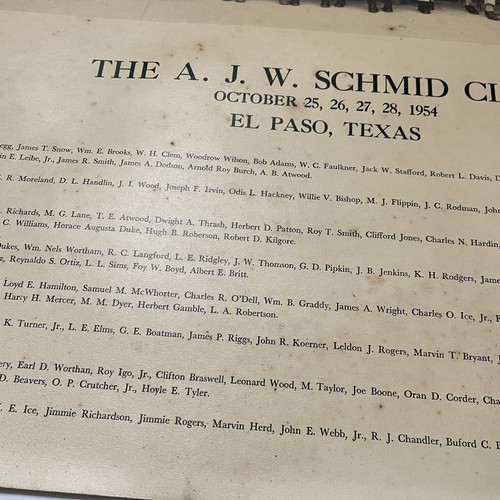 THE A. J. W. SCHMID
OCTOBER 25, 26, 27, 28, 1954
EL PASO, TEXAS
James T. Snow, Wm. E. Brooks, W. H. Clem, Woodrow Wilson, Bob Adams, W. C. Faulkner, Jack W. Stafford, Robert L. Davis,
E. Leibe, Jr., James R. Smith, James A. Dodson, Arnold Roy Burch, A. B. Atwood.
R. Moreland, D. L. Handlin, J. I. Wood, Joseph F. Irvin, Odis L. Hackney, Willie V. Bishop, M. J. Flippin, J. C. Rodman, John
Richards, M. G. Lane, T. E. Atwood, Dwight A. Thrash, Herbert D. Patton, Roy T. Smith, Clifford Jones, Charles N. Hardin,
C. Williams, Horace Augusta Duke, Hugh B. Roberson, Robert D. Kilgore.
Dukes, Wm. Nels Wortham, R. C. Langford, L. E. Ridgley, J. W. Thomson, G. D. Pipkin, J. B. Jenkins, K. H. Rodgers, Jame
Reynaldo S. Ortiz, L. L. Sims, Foy W. Boyd, Albert E. Britt.
Loyd E. Hamilton, Samuel M. McWhorter, Charles R. O'Dell, Wm. B. Graddy, James A. Wright, Charles O. Ice, Jr.,
Harry H. Mercer, M. M. Dyer, Herbert Gamble, L. A. Robertson.
K. Turner, Jr., L. E. Elms, G. E. Boatman, James P. Riggs, John R. Koerner, Leldon J. Rogers, Marvin T. Bryant,
Earl D. Worthan, Roy Igo, Jr., Clifton Braswell, Leonard Wood, M. Taylor, Joe Boone, Oran D. Corder, Cha
D. Beavers, O. P. Crutcher, Jr., Hoyle E. Tyler.
E. Ice, Jimmie Richardson, Jimmie Rogers, Marvin Herd, John E. Webb, Jr., R. J. Chandler, Buford C.